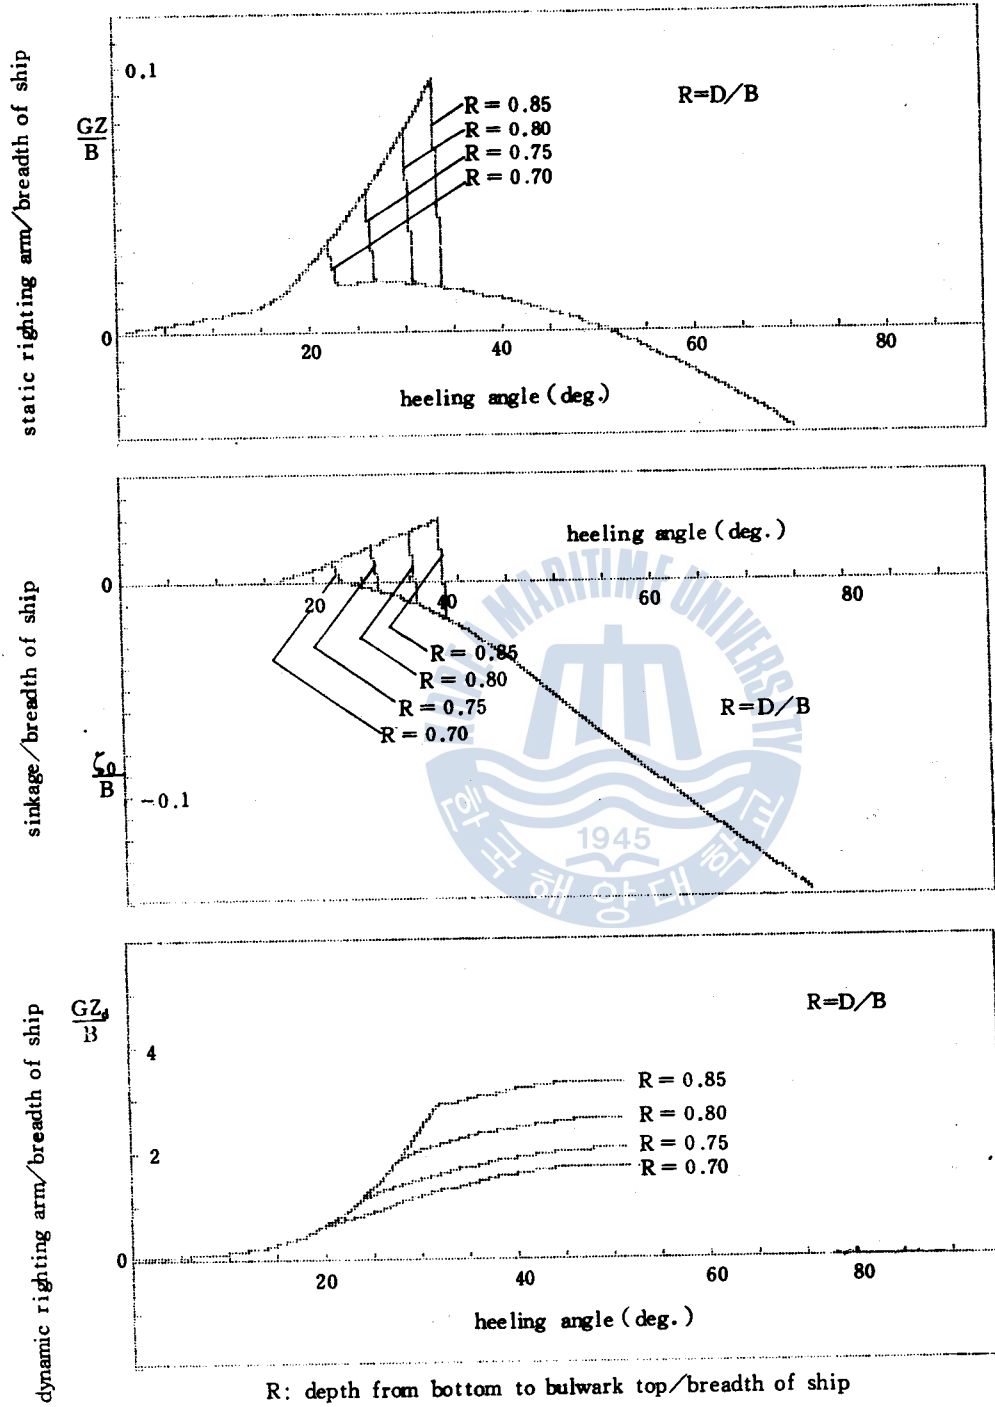 static righting arm/breadth of ship
GZ
B
0.1
R=D/B
R = 0.85
R = 0.80
R = 0.75
R = 0.70
0
20
40
60
80
heeling angle (deg.)
sinkage/breadth of ship
heeling angle (deg.)
0
20
40
60
80
R = 0.85
R = 0.80
R = 0.75
R = 0.70
R=D/B
ζ0
B
-0.1
KOREA MARITIME UNIVERSITY
1945
한국해양대학교
dynamic righting arm/breadth of ship
GZd
B
R=D/B
4
R = 0.85
R = 0.80
R = 0.75
R = 0.70
2
0
20
40
60
80
heeling angle (deg.)
R: depth from bottom to bulwark top/breadth of ship